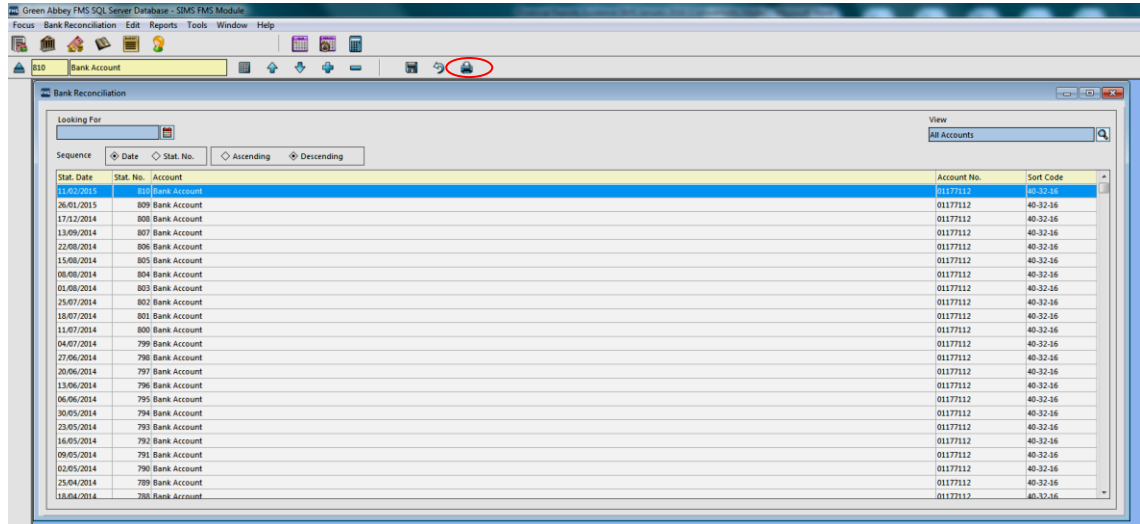 FMS Green Abbey FMS SQL Server Database - SIMS FMS Module
Focus Bank Reconciliation Edit Reports Tools Window Help
810 Bank Account
FMS Bank Reconciliation
Looking For View
All Accounts
Sequence Date Stat. No. Ascending Descending
Stat. Date Stat. No. Account Account No. Sort Code
11/02/2015 810 Bank Account 01177112 40-32-16
26/01/2015 809 Bank Account 01177112 40-32-16
17/12/2014 808 Bank Account 01177112 40-32-16
13/09/2014 807 Bank Account 01177112 40-32-16
22/08/2014 806 Bank Account 01177112 40-32-16
15/08/2014 805 Bank Account 01177112 40-32-16
08/08/2014 804 Bank Account 01177112 40-32-16
01/08/2014 803 Bank Account 01177112 40-32-16
25/07/2014 802 Bank Account 01177112 40-32-16
18/07/2014 801 Bank Account 01177112 40-32-16
11/07/2014 800 Bank Account 01177112 40-32-16
04/07/2014 799 Bank Account 01177112 40-32-16
27/06/2014 798 Bank Account 01177112 40-32-16
20/06/2014 797 Bank Account 01177112 40-32-16
13/06/2014 796 Bank Account 01177112 40-32-16
06/06/2014 795 Bank Account 01177112 40-32-16
30/05/2014 794 Bank Account 01177112 40-32-16
23/05/2014 793 Bank Account 01177112 40-32-16
16/05/2014 792 Bank Account 01177112 40-32-16
09/05/2014 791 Bank Account 01177112 40-32-16
02/05/2014 790 Bank Account 01177112 40-32-16
25/04/2014 789 Bank Account 01177112 40-32-16
18/04/2014 788 Bank Account 01177112 40-32-16